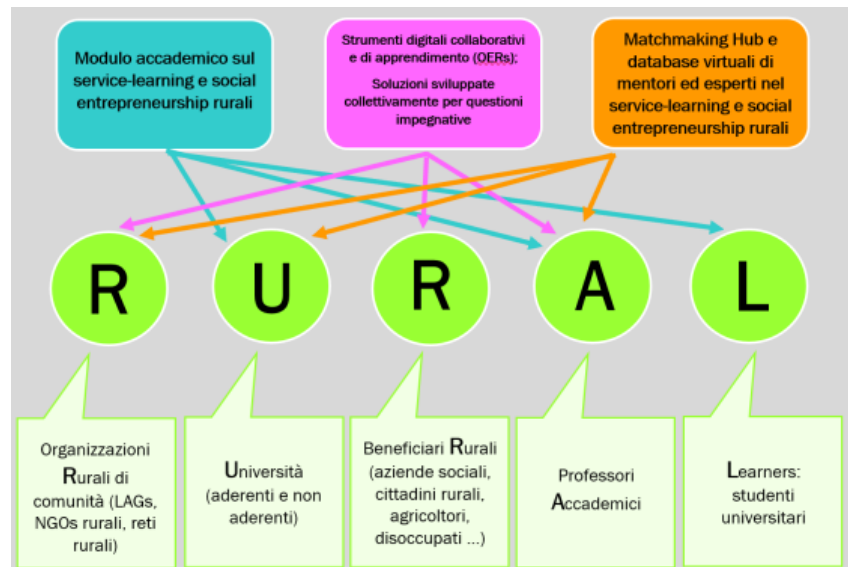 Modulo accademico sul
service-learning e social
entrepreneurship rurali
Strumenti digitali collaborativi
e di apprendimento (OERs);
Soluzioni sviluppate
collettivamente per questioni
impegnative
Matchmaking Hub e
database virtuali di
mentori ed esperti nel
service-learning e social
entrepreneurship rurali
R
U
R
A
L
Organizzazioni
Rurali di
comunità (LAGs,
NGOs rurali, reti
rurali)
Università
(aderenti e non
aderenti)
Beneficiari Rurali
(aziende sociali,
cittadini rurali,
agricoltori,
disoccupati ...)
Professori
Accademici
Learners:
studenti
universitari